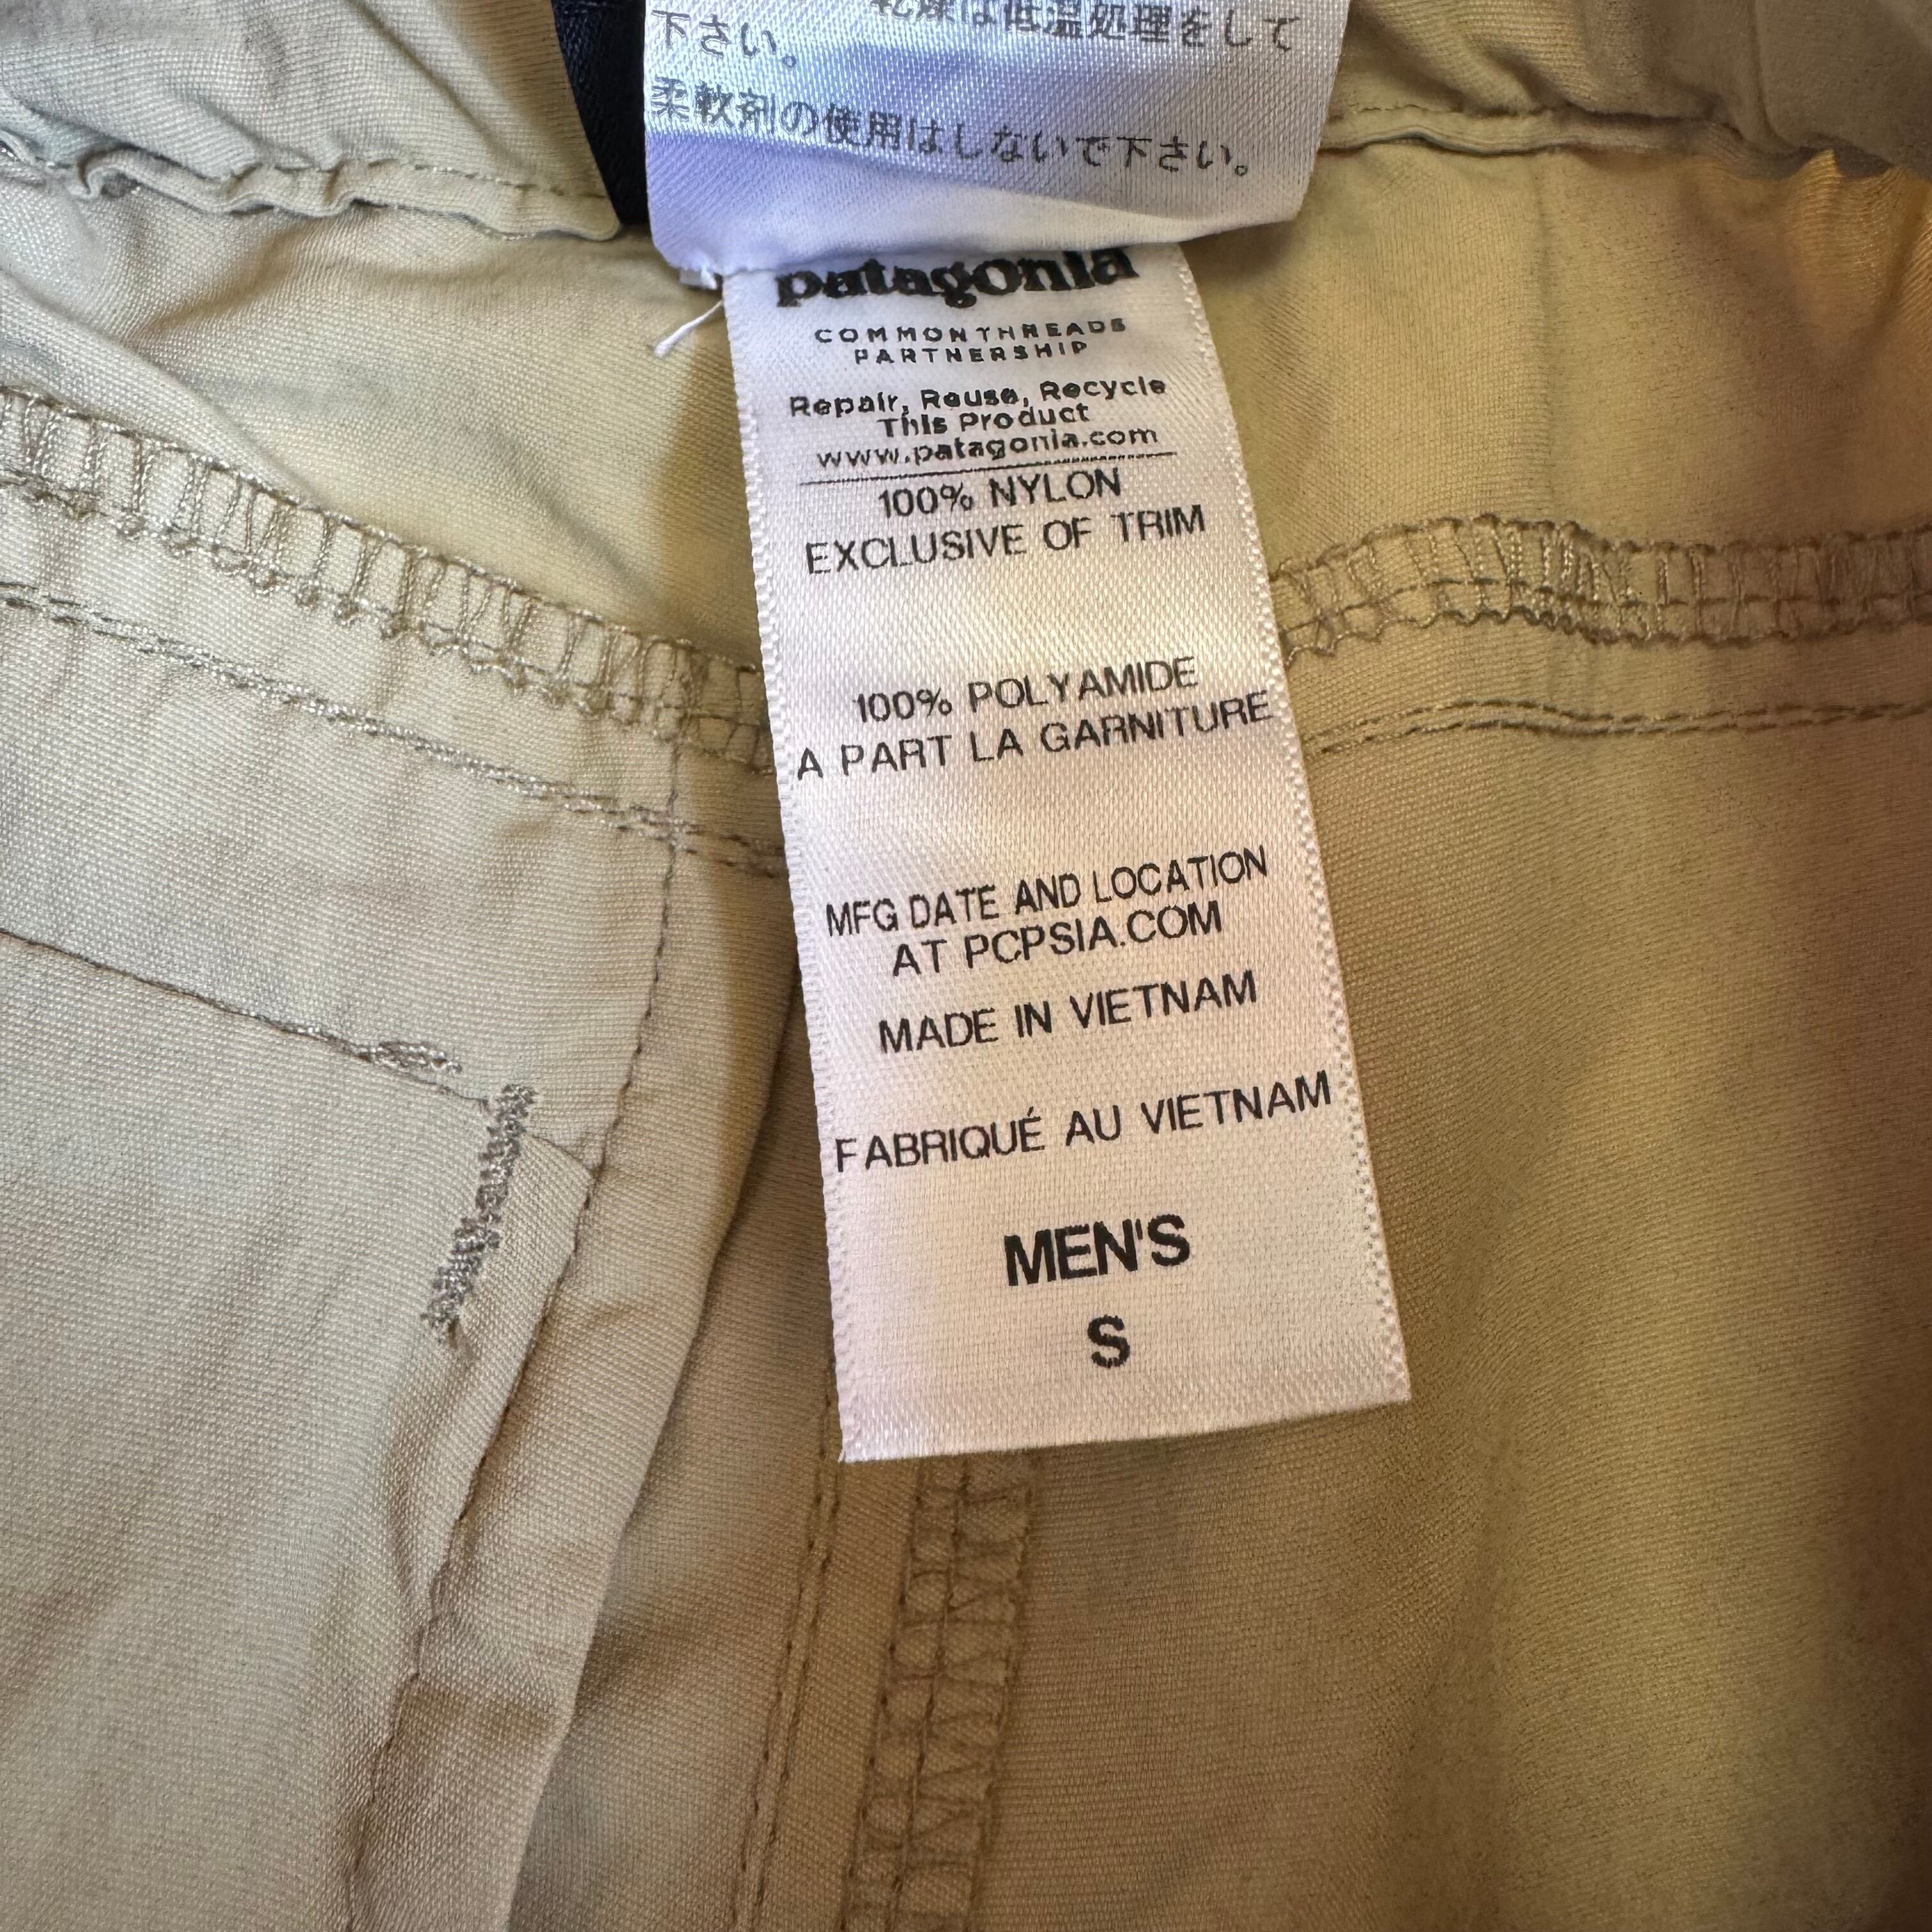 乾燥は低温処理をして
下さい。
柔軟剤の使用はしないで下さい。
patagonia
COMMON THREADS
PARTNERSHIP
Repair, Reuse, Recycle
This Product
www.patagonia.com
100% NYLON
EXCLUSIVE OF TRIM
100% POLYAMIDE
A PART LA GARNITURE
MFG DATE AND LOCATION
AT PCPSIA.COM
MADE IN VIETNAM
FABRIQUÉ AU VIETNAM
MEN'S
S